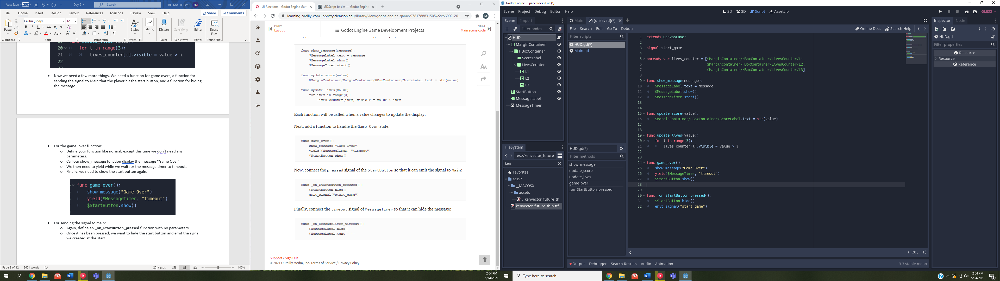 AutoSave Off
Day 5
Search
RE, MATTHEW J RM
File Home Insert Draw Design Layout References Mailings Review View Help Share Comments
Calibri (Body) 12
Paste
Styles
Editing
Dictate
Sensitivity
Editor
Reuse Files
Clipboard Font Paragraph Styles Voice Sensitivity Editor Reuse Files
20 for i in range(3):
21 lives_counter[i].visible = value > i
22
• Now we need a few more things. We need a function for game overs, a function for
sending the signal to Main that the player hit the start button, and a function for hiding
the message.
• For the game_over function:
o Define your function like normal, except this time we don't need any
parameters.
o Call our show_message function display the message “Game Over”
o We then need to yield while we wait for the message timer to timeout.
o Finally, we need to show the start button again.
func game_over():
show_message("Game Over")
yield($MessageTimer, "timeout")
$StartButton.show()
• For sending the signal to main:
o Again, define an _on_StartButton_pressed function with no parameters.
o Once it has been pressed, we want to hide the start button and emit the signal
we created at the start.
Page 9 of 12 2601 words Focus 100%
UI functions - Godot Engine Gam
GDScript basics — Godot Engine
learning-oreilly-com.libproxy.clemson.edu/library/view/godot-engine-game/9781788831505/c2cb6902-20...
M
PREV
Layout
Godot Engine Game Development Projects
NEXT
Main scene code
func show_message(message):
$MessageLabel.text = message
$MessageLabel.show()
$MessageTimer.start()
func update_score(value):
$MarginContainer/MarginContainer/HBoxContainer/ScoreLabel.text = str(value)
func update_lives(value):
for item in range(3):
lives_counter[item].visible = value > item
Each function will be called when a value changes to update the display.
Next, add a function to handle the Game Over state:
func game_over():
show_message("Game Over")
yield($MessageTimer, "timeout")
$StartButton.show()
Now, connect the pressed signal of the StartButton so that it can emit the signal to Main:
func _on_StartButton_pressed():
$StartButton.hide()
emit_signal("start_game")
Finally, connect the timeout signal of MessageTimer so that it can hide the message:
func _on_MessageTimer_timeout():
$MessageLabel.hide()
$MessageLabel.text = ''
Support / Sign Out
© 2021 O'Reilly Media, Inc. Terms of Service / Privacy Policy
2:04 PM
5/14/2021
Godot Engine - Space Rocks Full (*)
Scene Project Debug Editor Help
2D 3D Script AssetLib
GLES3
Scene Import
Filter nodes
HUD
MarginContainer
HBoxContainer
ScoreLabel
LivesCounter
L1
L2
L3
StartButton
MessageLabel
MessageTimer
FileSystem
res://kenvector_future
ken
Favorites:
res://
__MACOSX
assets
._kenvector_future_thi
kenvector_future_thin.ttf
Main [unsaved](*)
File Search Edit Go To Debug
Online Docs Search Help
Filter scripts
HUD.gd(*)
Main.gd
HUD.gd(*)
Filter methods
show_message
update_score
update_lives
game_over
_on_StartButton_pressed
1 extends CanvasLayer
2
3 signal start_game
4
5 onready var lives_counter = [$MarginContainer/HBoxContainer/LivesCounter/L1,
6 $MarginContainer/HBoxContainer/LivesCounter/L2,
7 $MarginContainer/HBoxContainer/LivesCounter/L3]
8
9 func show_message(message):
10 $MessageLabel.text = message
11 $MessageLabel.show()
12 $MessageTimer.start()
13
14
15 func update_score(value):
16 $MarginContainer/HBoxContainer/ScoreLabel.text = str(value)
17
18
19 func update_lives(value):
20 for i in range(3):
21 lives_counter[i].visible = value > i
22
23
24 func game_over():
25 show_message("Game Over")
26 yield($MessageTimer, "timeout")
27 $StartButton.show()
28
29
30 func _on_StartButton_pressed():
31 $StartButton.hide()
32 emit_signal("start_game")
( 28, 1)
Output Debugger Search Results Audio Animation
3.3.stable.mono
Inspector Node
HUD.gd
Filter properties
Resource
Resource
Reference
Type here to search
2:04 PM
5/14/2021